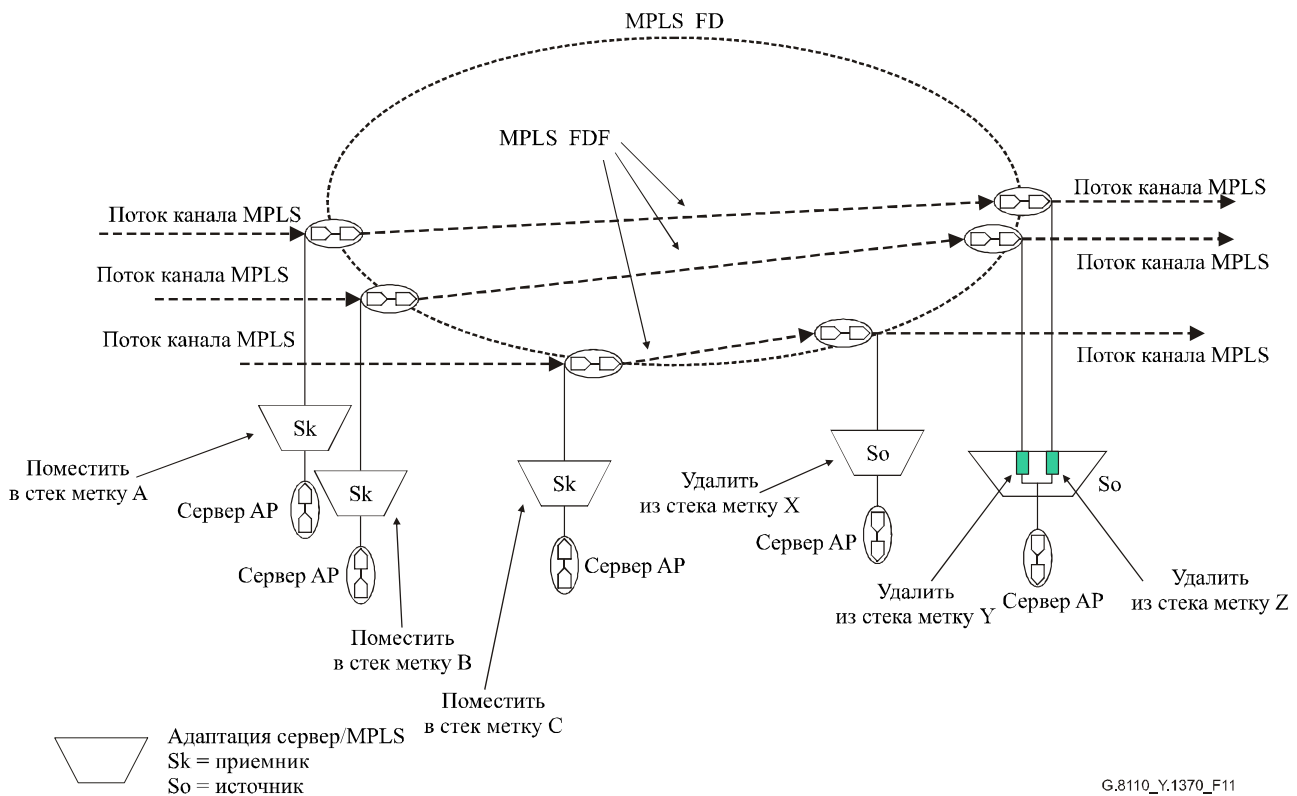 MPLS FD
MPLS FDF
Поток канала MPLS
Поток канала MPLS
Поток канала MPLS
Поток канала MPLS
Поток канала MPLS
Поток канала MPLS
Sk
Поместить
в стек метку A
Сервер AP
Sk
Сервер AP
Поместить
в стек метку B
Sk
Сервер AP
Поместить
в стек метку C
So
Удалить
из стека метку X
Сервер AP
So
Удалить
из стека метку Y
Сервер AP
Удалить
из стека метку Z
Адаптация сервер/MPLS
Sk = приемник
So = источник
G.8110_Y.1370_F11